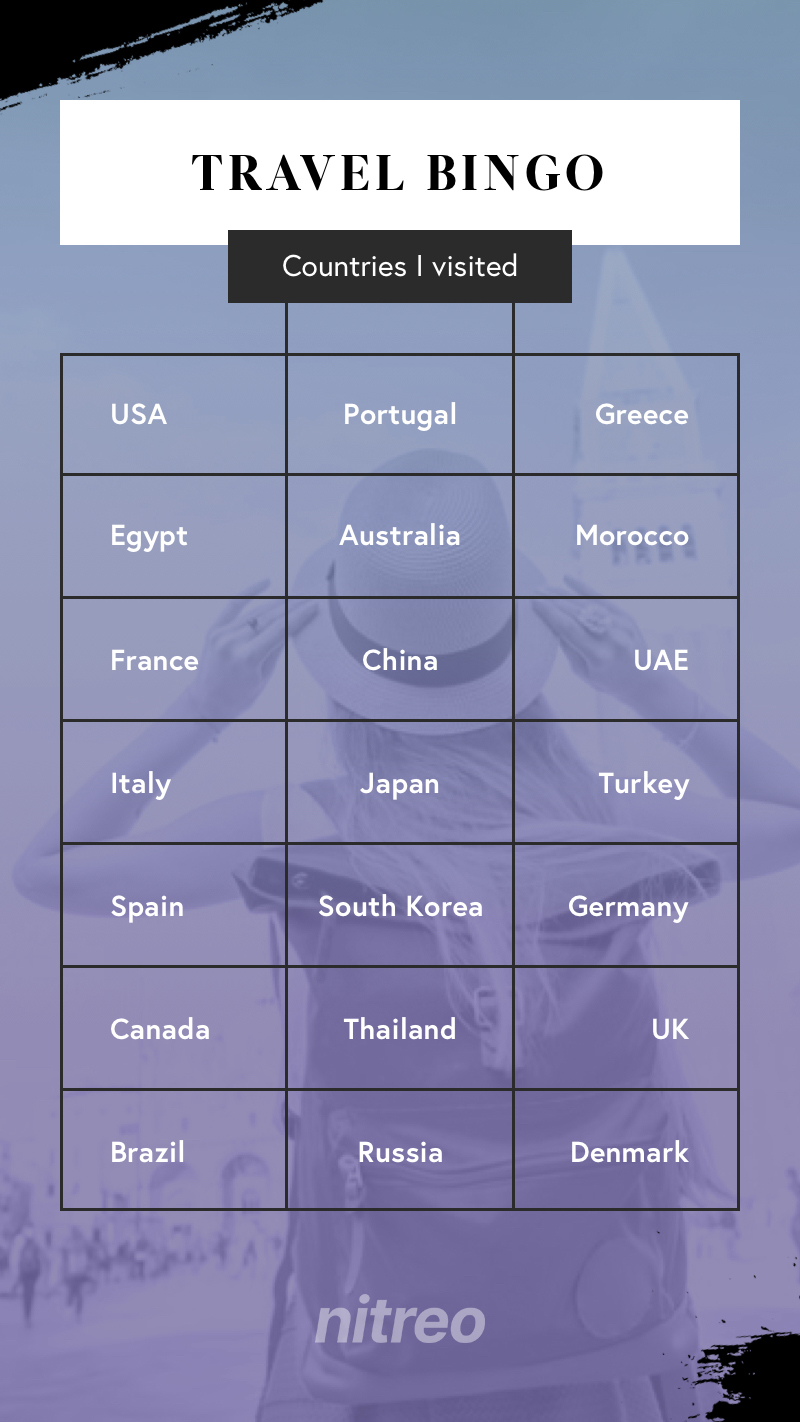 TRAVEL BINGO
Countries I visited
USA Portugal Greece
Egypt Australia Morocco
France China UAE
Italy Japan Turkey
Spain South Korea Germany
Canada Thailand UK
Brazil Russia Denmark
nitreo